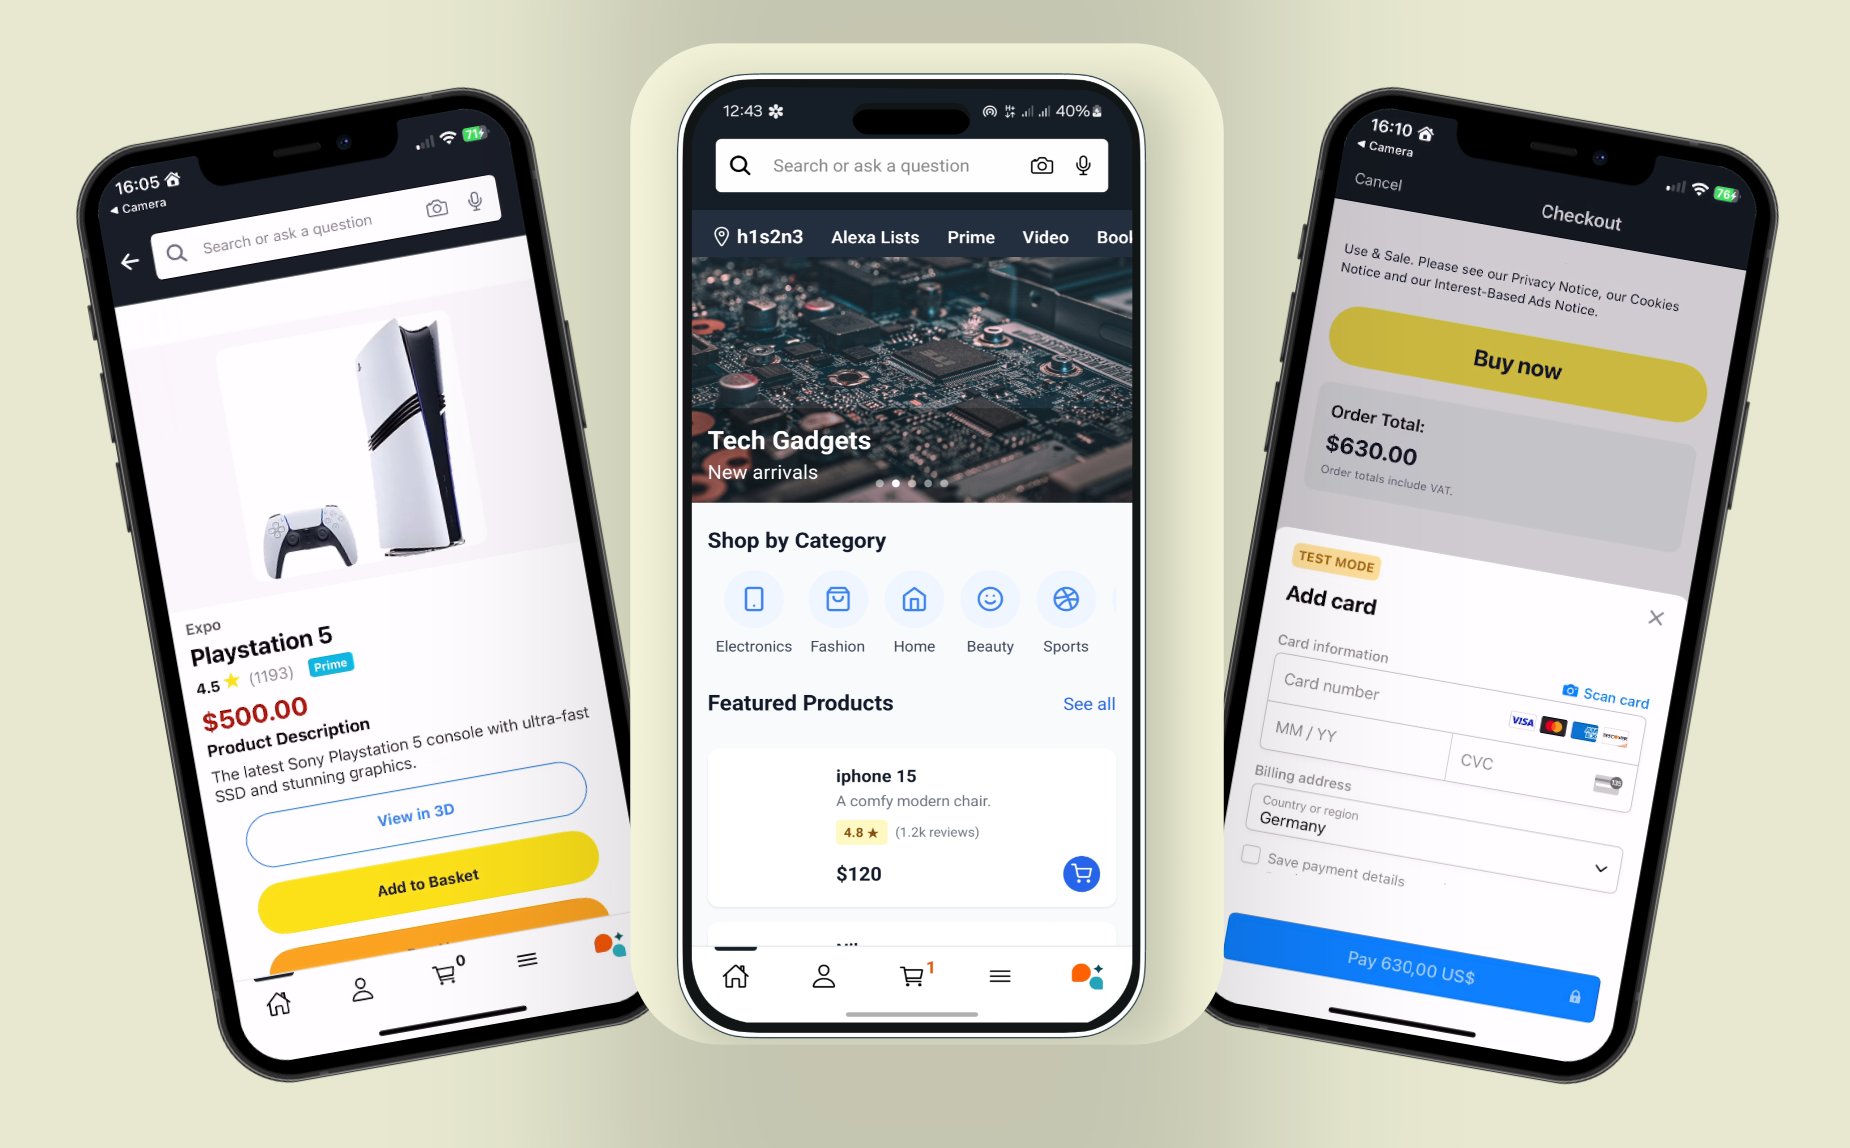 16:05
71
◀ Camera
Search or ask a question
Expo
Playstation 5
4.5 ★ (1193) Prime
$500.00
Product Description
The latest Sony Playstation 5 console with ultra-fast
SSD and stunning graphics.
View in 3D
Add to Basket
0
12:43
40%
Search or ask a question
h1s2n3 Alexa Lists Prime Video Book
Tech Gadgets
New arrivals
Shop by Category
Electronics Fashion Home Beauty Sports
Featured Products See all
iphone 15
A comfy modern chair.
4.8 ★ (1.2k reviews)
$120
1
16:10
76
◀ Camera
Cancel
Checkout
Use & Sale. Please see our Privacy Notice, our Cookies
Notice and our Interest-Based Ads Notice.
Buy now
Order Total:
$630.00
Order totals include VAT.
TEST MODE
Add card
Card information
Scan card
Card number
VISA
DISCOVER
MM / YY
CVC
135
Billing address
Country or region
Germany
Save payment details
Pay 630,00 US$